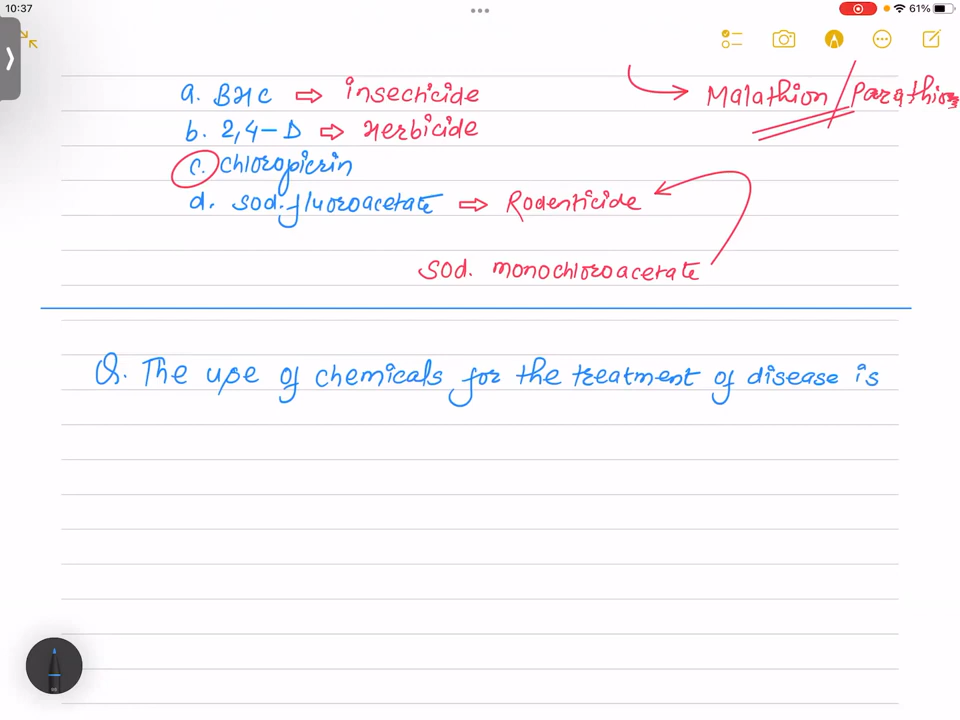 10:37
61%
Malathion / Parathion
a. BHC ⇨ insecticide
b. 2,4-D ⇨ Herbicide
c. chloropicrin
d. sod. fluoroacetate ⇨ Rodenticide
sod. monochloroacetate
Q. The use of chemicals for the treatment of disease is